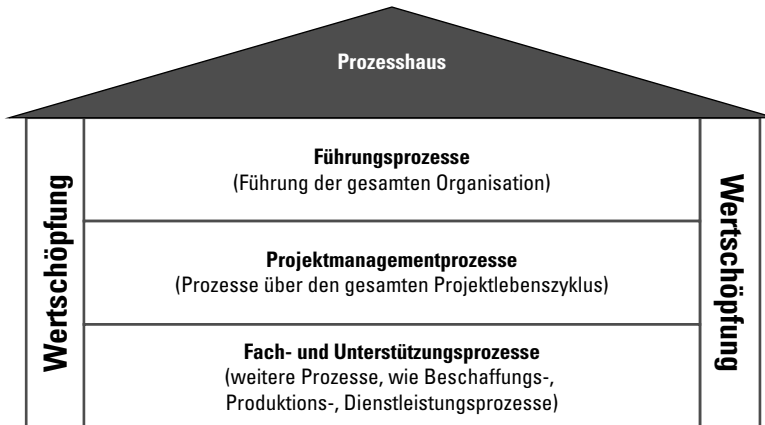 Prozesshaus
Wertschöpfung
Führungsprozesse
(Führung der gesamten Organisation)
Projektmanagementprozesse
(Prozesse über den gesamten Projektlebenszyklus)
Fach- und Unterstützungsprozesse
(weitere Prozesse, wie Beschaffungs-,
Produktions-, Dienstleistungsprozesse)
Wertschöpfung